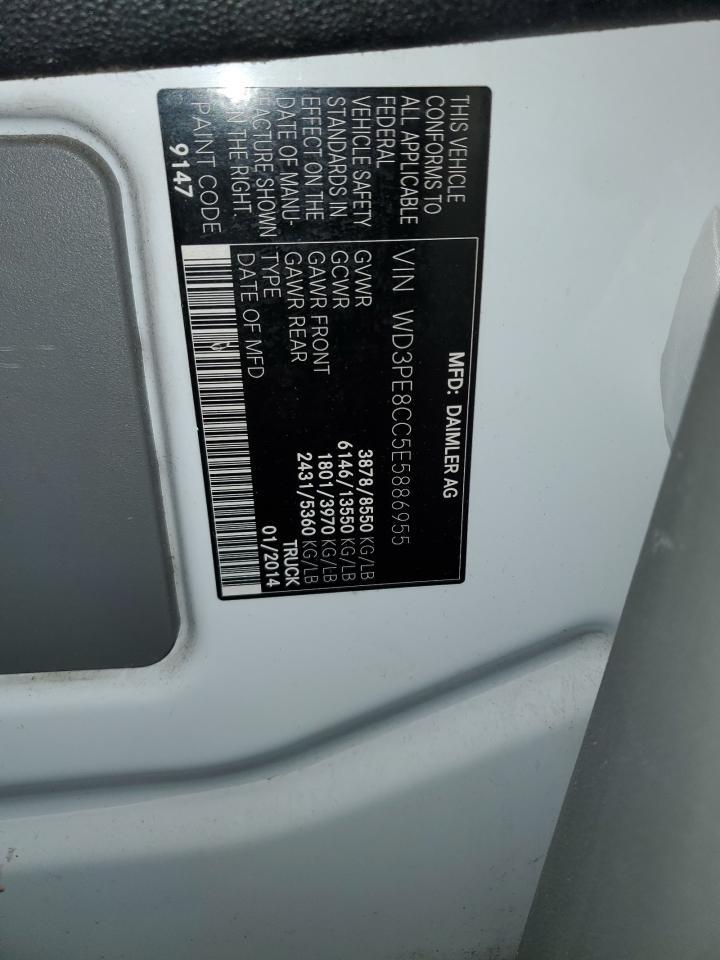 THIS VEHICLE
CONFORMS TO
ALL APPLICABLE
FEDERAL
VEHICLE SAFETY
STANDARDS IN
EFFECT ON THE
DATE OF MANU-
FACTURE SHOWN
IN THE RIGHT.
PAINT CODE
9147
MFD: DAIMLER AG
VIN WD3PE8CC5E5886955
GVWR 3878/8550 KG/LB
GCWR 6146/13550 KG/LB
GAWR FRONT 1801/3970 KG/LB
GAWR REAR 2431/5360 KG/LB
TYPE TRUCK
DATE OF MFD 01/2014